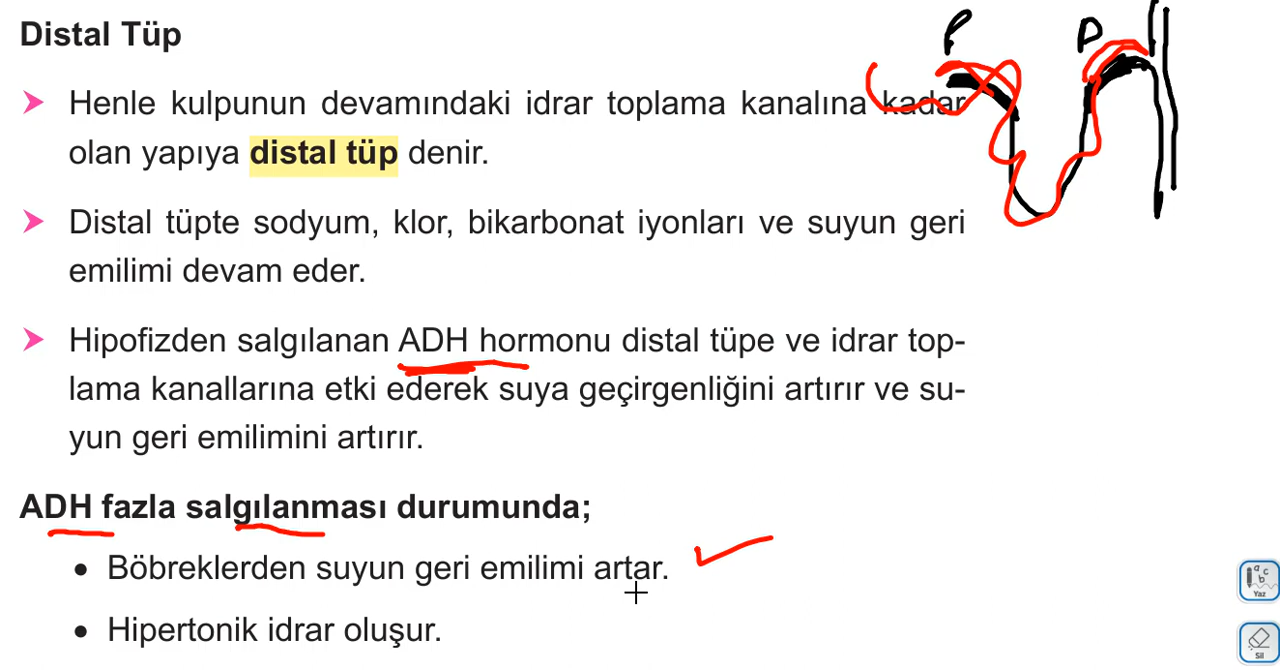 Distal Tüp
P
D
➤ Henle kulpunun devamındaki idrar toplama kanalına kadar
olan yapıya distal tüp denir.
➤ Distal tüpte sodyum, klor, bikarbonat iyonları ve suyun geri
emilimi devam eder.
➤ Hipofizden salgılanan ADH hormonu distal tüpe ve idrar top-
lama kanallarına etki ederek suya geçirgenliğini artırır ve su-
yun geri emilimini artırır.
ADH fazla salgılanması durumunda;
• Böbreklerden suyun geri emilimi artar.
• Hipertonik idrar oluşur.
a b c
Yaz
Sil